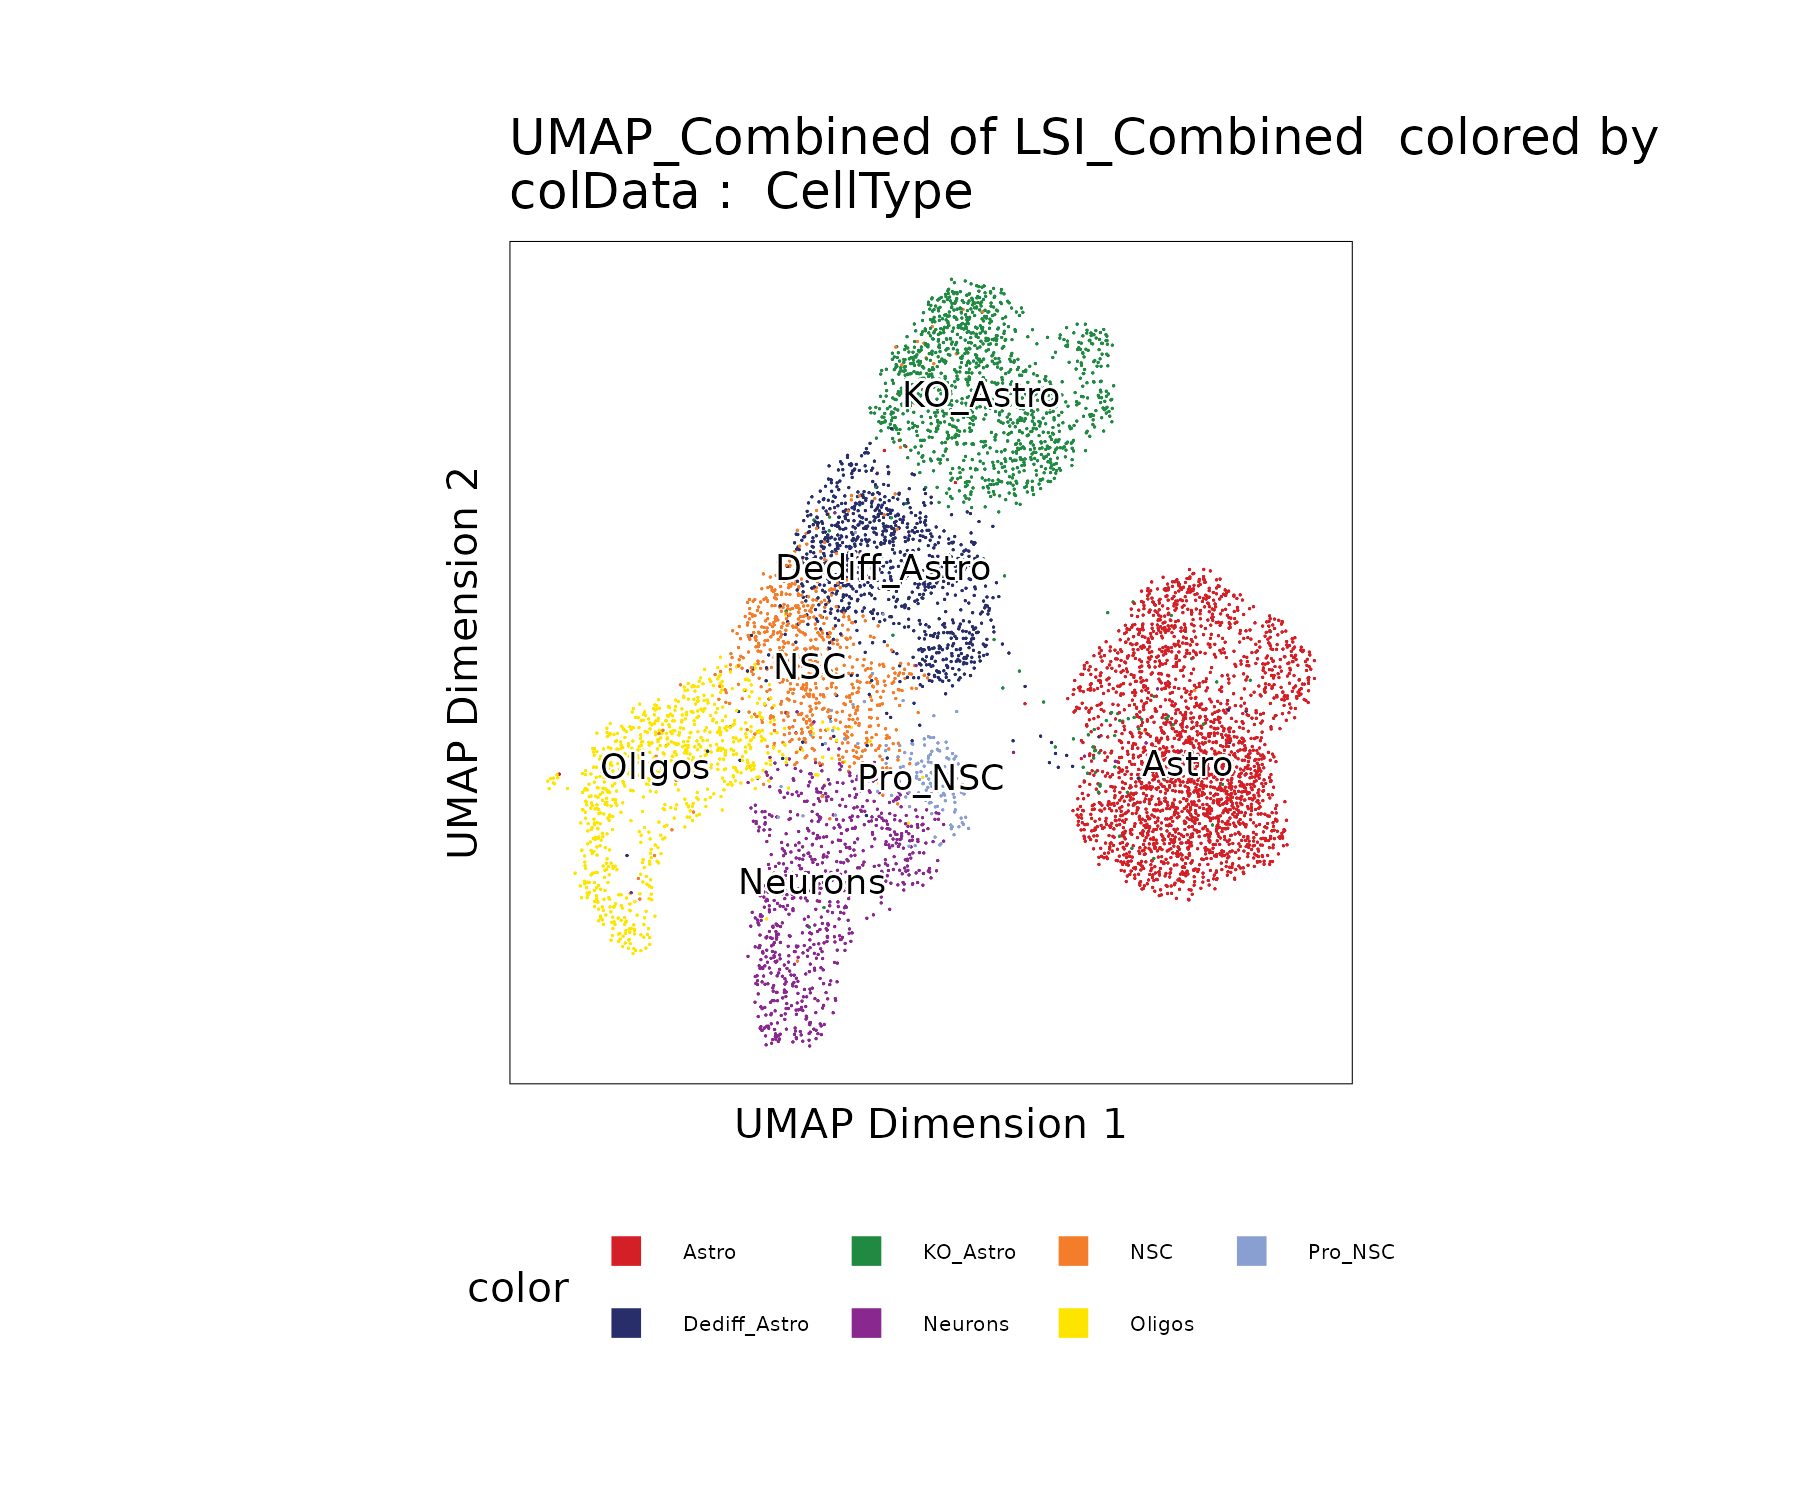 UMAP_Combined of LSI_Combined  colored by
colData :  CellType
UMAP Dimension 2
KO_Astro
Dediff_Astro
NSC
Astro
Oligos
Pro_NSC
Neurons
UMAP Dimension 1
color
Astro
KO_Astro
NSC
Pro_NSC
Dediff_Astro
Neurons
Oligos